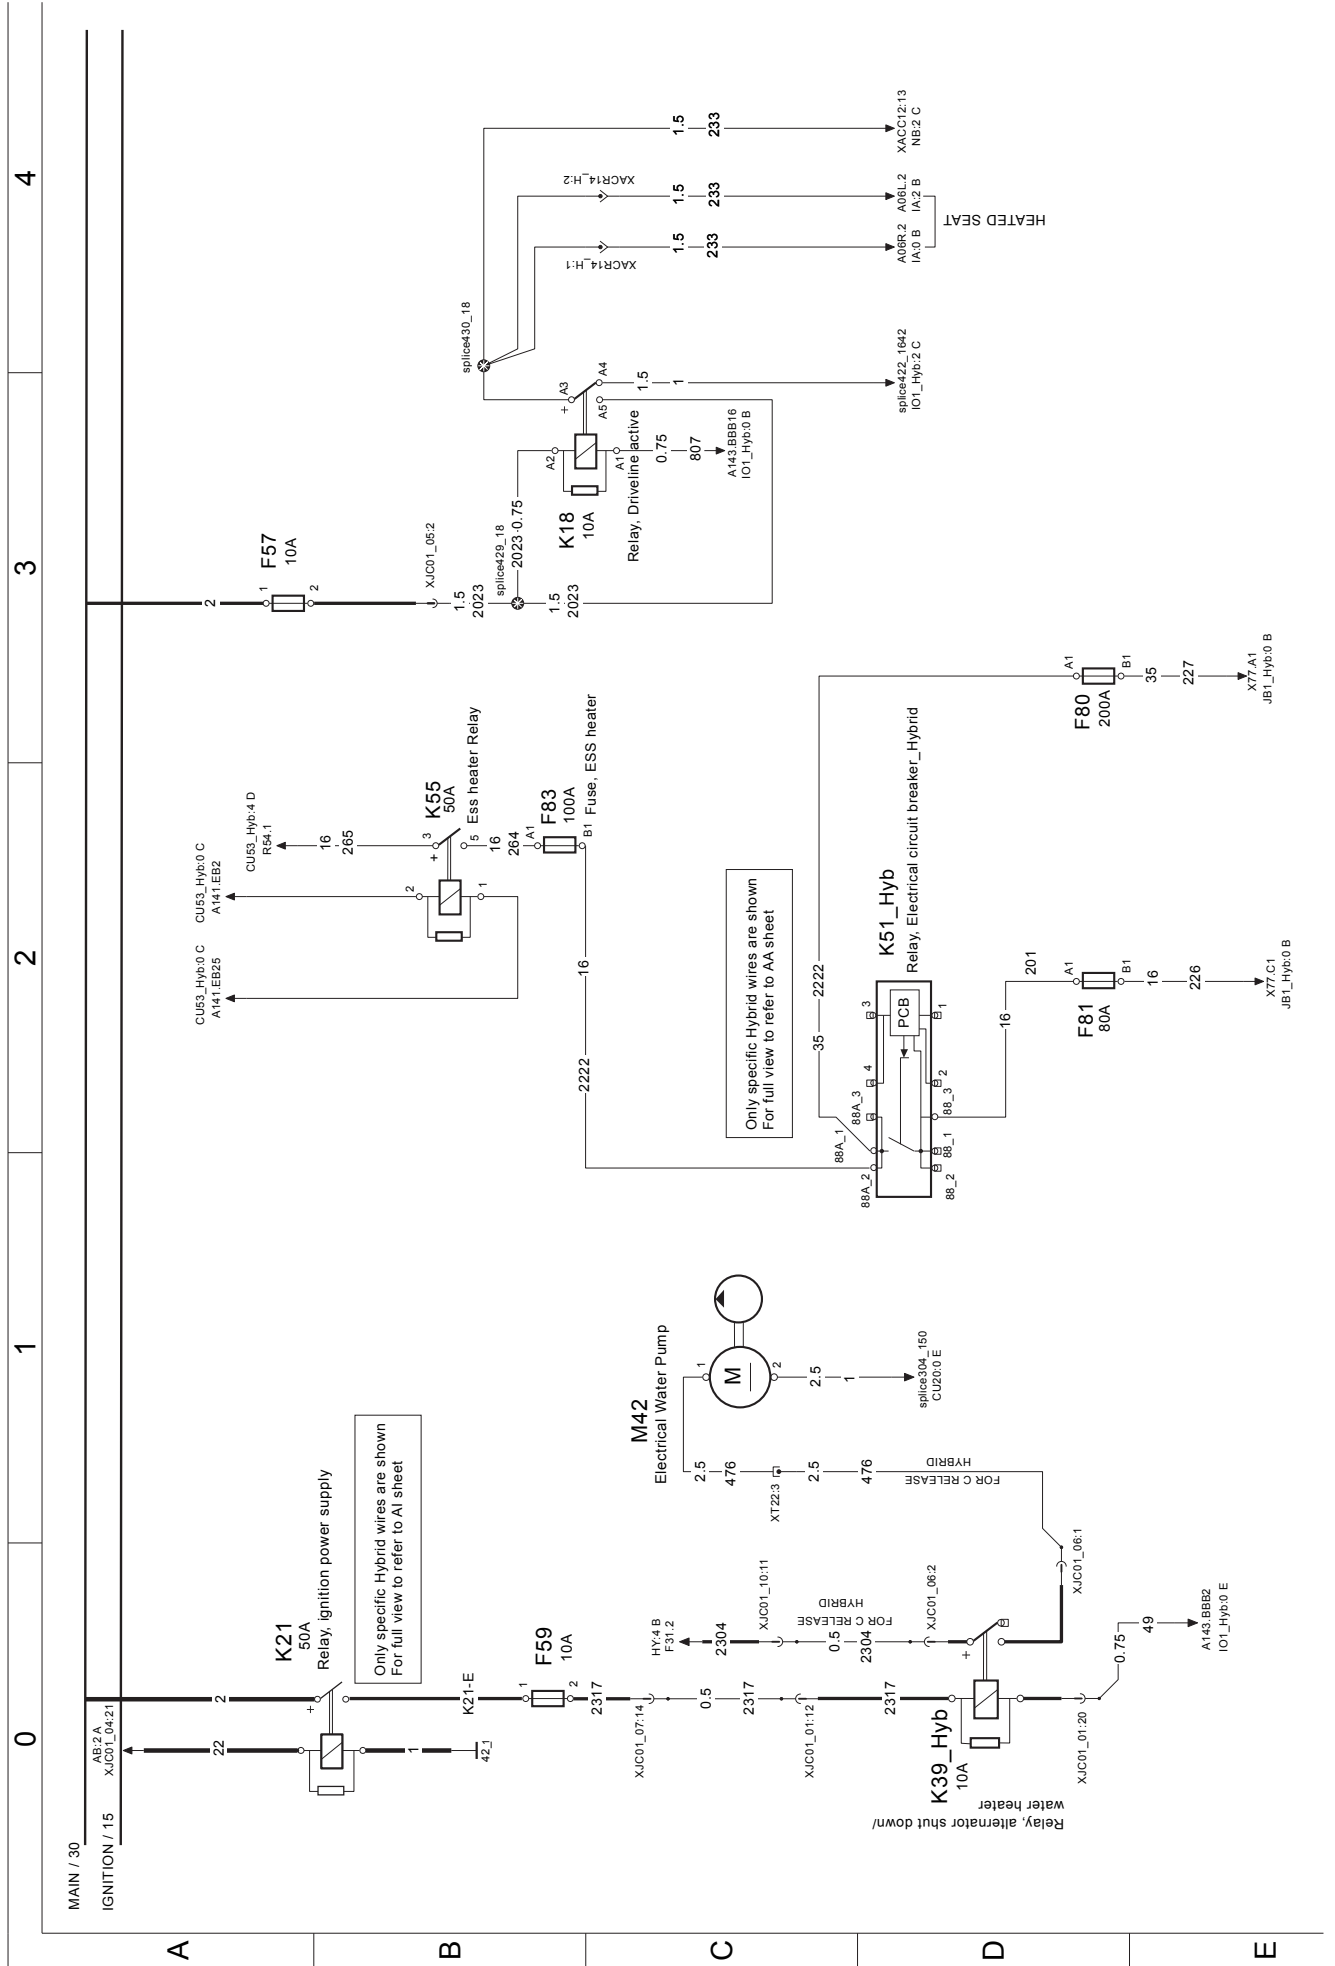 0
1
2
3
4
A
B
C
D
E
MAIN / 30
IGNITION / 15
AB:2 A
XJC01_04:21
22
2
K21
50A
Relay, ignition power supply
+
1
42_1
Only specific Hybrid wires are shown
For full view to refer to AI sheet
K21-E
F59
10A
1
2
2317
XJC01_07:14
0.5
2317
XJC01_01:12
2317
K39_Hyb
10A
Relay, alternator shut down/
water heater
+
XJC01_01:20
0.75
49
A143.BBB2
IO1_Hyb:0 E
HY:4 B
F31.2
2304
XJC01_10:11
0.5
2304
FOR C RELEASE
HYBRID
XJC01_06:2
XJC01_06:1
M42
Electrical Water Pump
2.5
476
XT22:3
2.5
476
FOR C RELEASE
HYBRID
1
M
2
2.5
1
splice304_150
CU20:0 E
CU53_Hyb:0 C
A141.EB25
CU53_Hyb:0 C
A141.EB2
CU53_Hyb:4 D
R54.1
16
265
K55
50A
Ess heater Relay
2
1
3
5
+
16
264
F83
100A
Fuse, ESS heater
A1
B1
2222
16
Only specific Hybrid wires are shown
For full view to refer to AA sheet
35
2222
K51_Hyb
Relay, Electrical circuit breaker_Hybrid
88A_2
88A_1
88A_3
4
3
PCB
88_2
88_1
88_3
2
1
16
201
F81
80A
A1
B1
16
226
X77.C1
JB1_Hyb:0 B
F80
200A
A1
B1
35
227
X77.A1
JB1_Hyb:0 B
2
F57
10A
1
2
XJC01_05:2
1.5
2023
splice429_18
2023
0.75
1.5
2023
K18
10A
Relay, Driveline active
A2
A1
+
A3
A5
A4
0.75
807
A143.BBB16
IO1_Hyb:0 B
1.5
1
splice422_1642
IO1_Hyb:2 C
splice430_18
XACR14_H:1
XACR14_H:2
1.5
233
1.5
233
1.5
233
A06R.2
IA:0 B
A06L.2
IA:2 B
HEATED SEAT
XACC12:13
NB:2 C